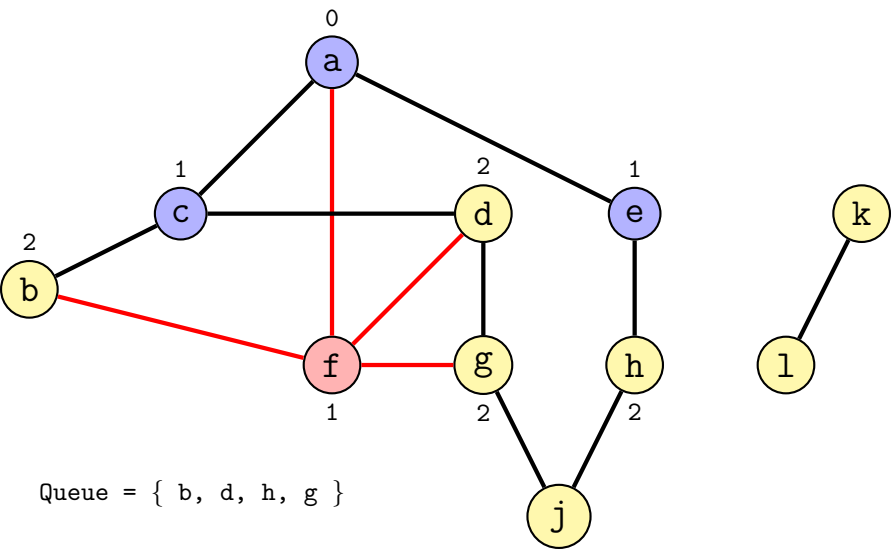 0
a
1 2 1
c d e k
2
b
f g h l
1 2 2
Queue = { b, d, h, g }
j